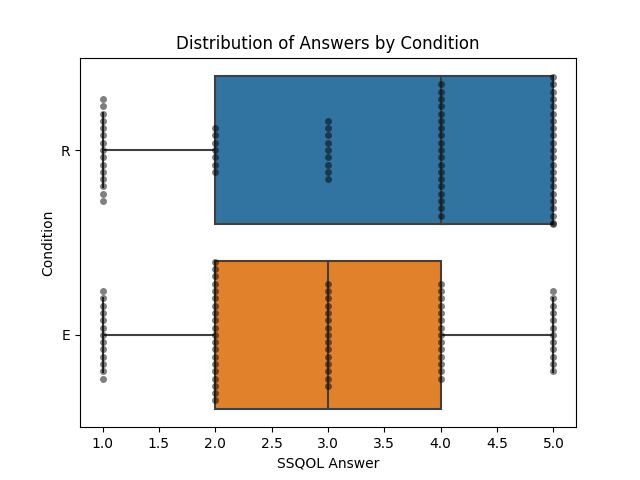 Distribution of Answers by Condition
Condition
R
E
1.0 1.5 2.0 2.5 3.0 3.5 4.0 4.5 5.0
SSQOL Answer